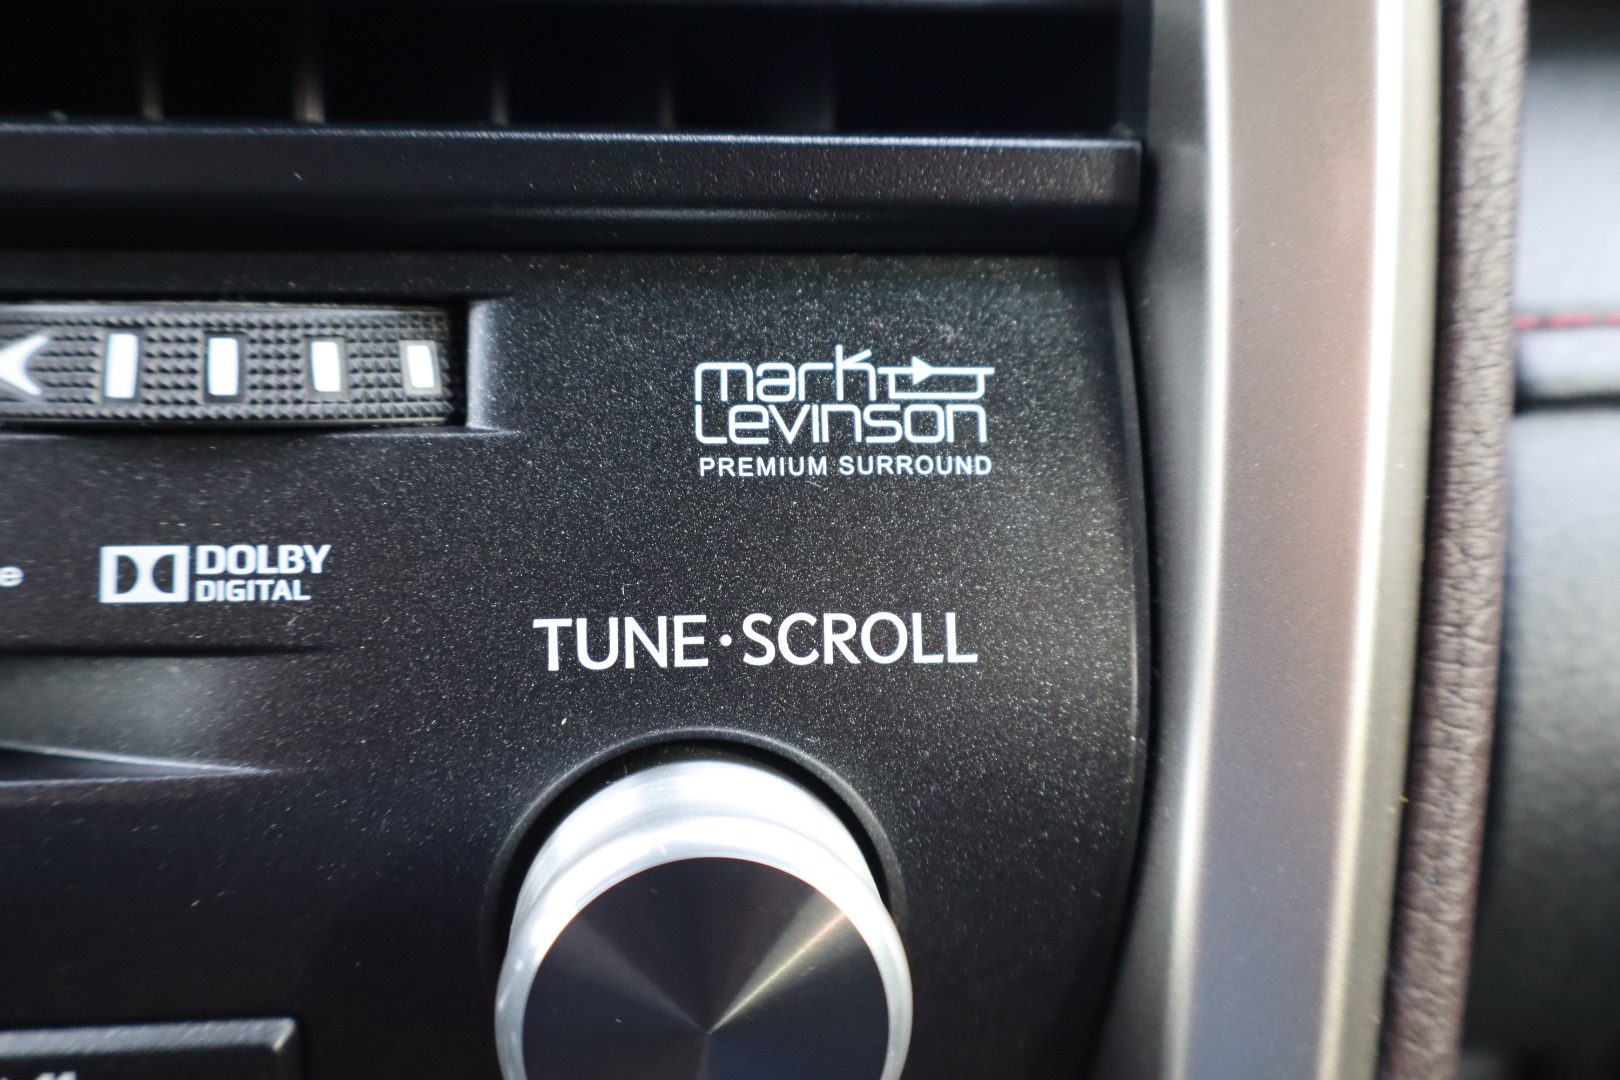 mark
Levinson
PREMIUM SURROUND
DOLBY
DIGITAL
TUNE·SCROLL